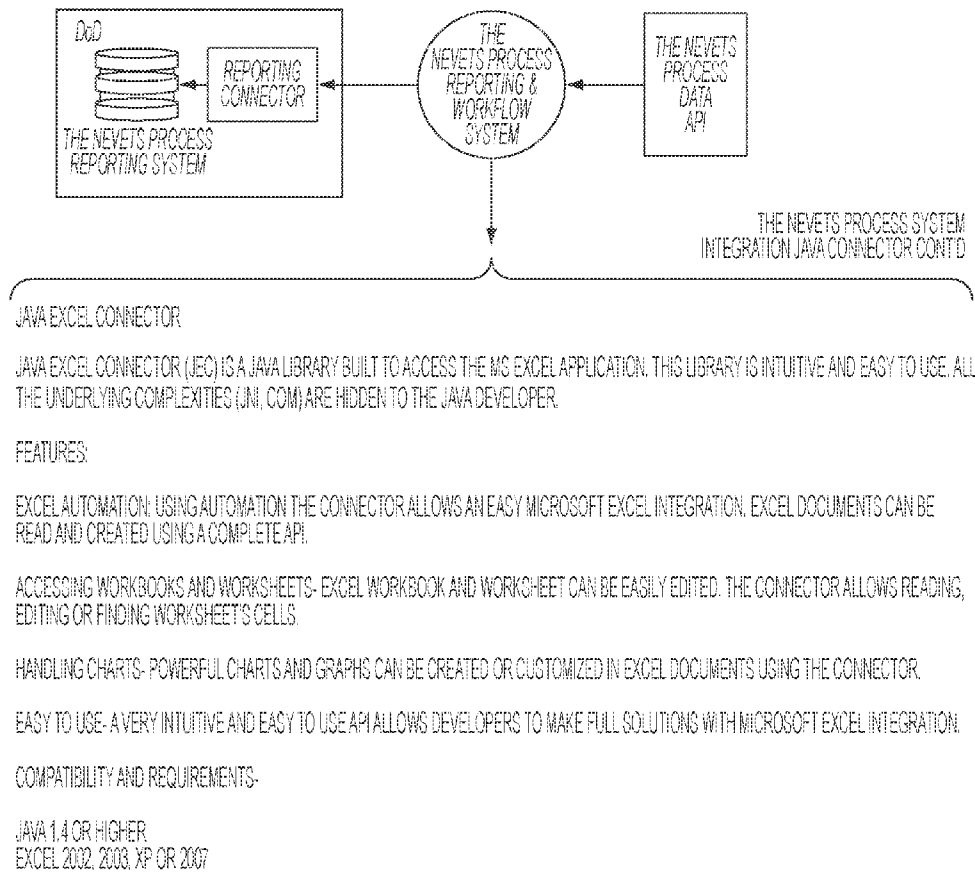 DoD
REPORTING
CONNECTOR
THE NEVETS PROCESS
REPORTING SYSTEM
THE
NEVETS PROCESS
REPORTING &
WORKFLOW
SYSTEM
THE NEVETS
PROCESS
DATA
API
THE NEVETS PROCESS SYSTEM
INTEGRATION JAVA CONNECTOR CONT'D
JAVA EXCEL CONNECTOR
JAVA EXCEL CONNECTOR (JEC) IS A JAVA LIBRARY BUILT TO ACCESS THE MS EXCEL APPLICATION. THIS LIBRARY IS INTUITIVE AND EASY TO USE. ALL
THE UNDERLYING COMPLEXITIES (JNI, COM) ARE HIDDEN TO THE JAVA DEVELOPER.
FEATURES:
EXCEL AUTOMATION: USING AUTOMATION THE CONNECTOR ALLOWS AN EASY MICROSOFT EXCEL INTEGRATION. EXCEL DOCUMENTS CAN BE
READ AND CREATED USING A COMPLETE API.
ACCESSING WORKBOOKS AND WORKSHEETS- EXCEL WORKBOOK AND WORKSHEET CAN BE EASILY EDITED. THE CONNECTOR ALLOWS READING,
EDITING OR FINDING WORKSHEET'S CELLS.
HANDLING CHARTS- POWERFUL CHARTS AND GRAPHS CAN BE CREATED OR CUSTOMIZED IN EXCEL DOCUMENTS USING THE CONNECTOR.
EASY TO USE- A VERY INTUITIVE AND EASY TO USE API ALLOWS DEVELOPERS TO MAKE FULL SOLUTIONS WITH MICROSOFT EXCEL INTEGRATION.
COMPATIBILITY AND REQUIREMENTS-
JAVA 1.4 OR HIGHER
EXCEL 2002, 2003, XP OR 2007